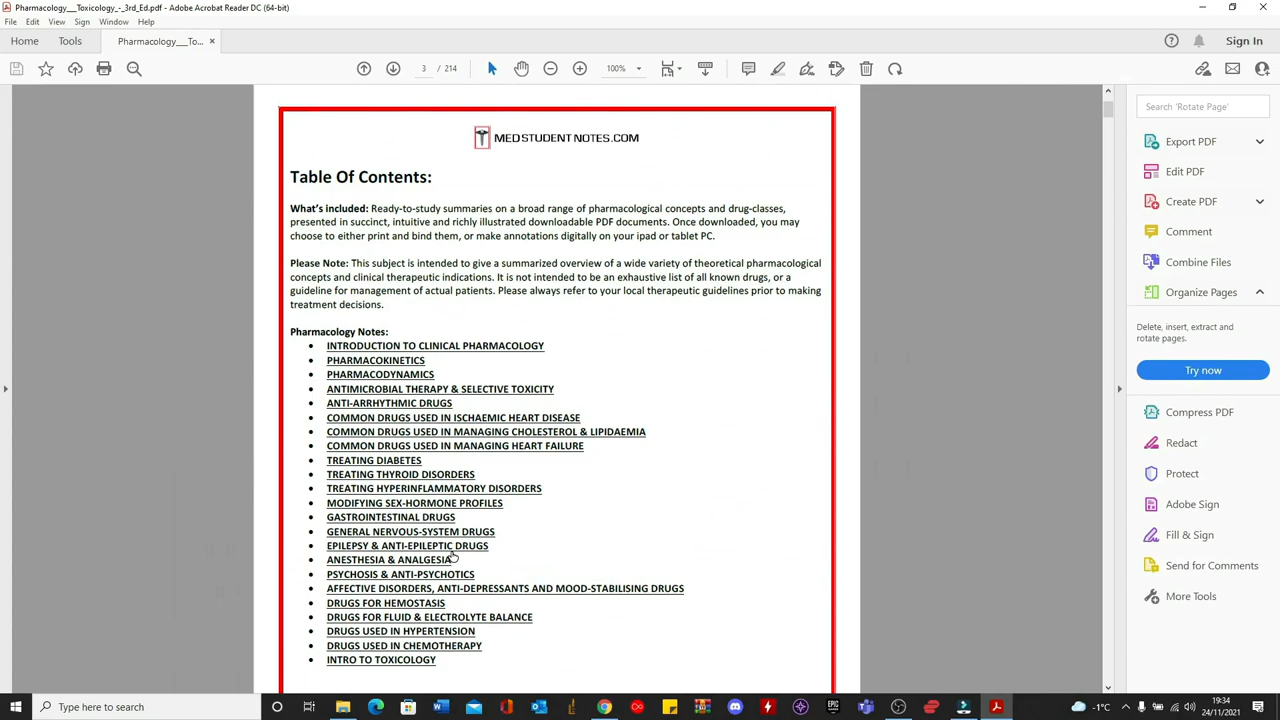 Pharmacology___Toxicology_-_3rd_Ed.pdf - Adobe Acrobat Reader DC (64-bit)
File Edit View Sign Window Help
Home Tools Pharmacology___To... × Sign In
3 / 214 100%
MEDSTUDENTNOTES.COM
Table Of Contents:
What's included: Ready-to-study summaries on a broad range of pharmacological concepts and drug-classes,
presented in succinct, intuitive and richly illustrated downloadable PDF documents. Once downloaded, you may
choose to either print and bind them, or make annotations digitally on your ipad or tablet PC.
Please Note: This subject is intended to give a summarized overview of a wide variety of theoretical pharmacological
concepts and clinical therapeutic indications. It is not intended to be an exhaustive list of all known drugs, or a
guideline for management of actual patients. Please always refer to your local therapeutic guidelines prior to making
treatment decisions.
Pharmacology Notes:
• INTRODUCTION TO CLINICAL PHARMACOLOGY
• PHARMACOKINETICS
• PHARMACODYNAMICS
• ANTIMICROBIAL THERAPY & SELECTIVE TOXICITY
• ANTI-ARRHYTHMIC DRUGS
• COMMON DRUGS USED IN ISCHAEMIC HEART DISEASE
• COMMON DRUGS USED IN MANAGING CHOLESTEROL & LIPIDAEMIA
• COMMON DRUGS USED IN MANAGING HEART FAILURE
• TREATING DIABETES
• TREATING THYROID DISORDERS
• TREATING HYPERINFLAMMATORY DISORDERS
• MODIFYING SEX-HORMONE PROFILES
• GASTROINTESTINAL DRUGS
• GENERAL NERVOUS-SYSTEM DRUGS
• EPILEPSY & ANTI-EPILEPTIC DRUGS
• ANESTHESIA & ANALGESIA
• PSYCHOSIS & ANTI-PSYCHOTICS
• AFFECTIVE DISORDERS, ANTI-DEPRESSANTS AND MOOD-STABILISING DRUGS
• DRUGS FOR HEMOSTASIS
• DRUGS FOR FLUID & ELECTROLYTE BALANCE
• DRUGS USED IN HYPERTENSION
• DRUGS USED IN CHEMOTHERAPY
• INTRO TO TOXICOLOGY
Search 'Rotate Page'
Export PDF
Edit PDF
Create PDF
Comment
Combine Files
Organize Pages
Delete, insert, extract and
rotate pages.
Try now
Compress PDF
Redact
Protect
Adobe Sign
Fill & Sign
Send for Comments
More Tools
Type here to search
EPIC
GAMES
-1°C
ENG
19:34
24/11/2021